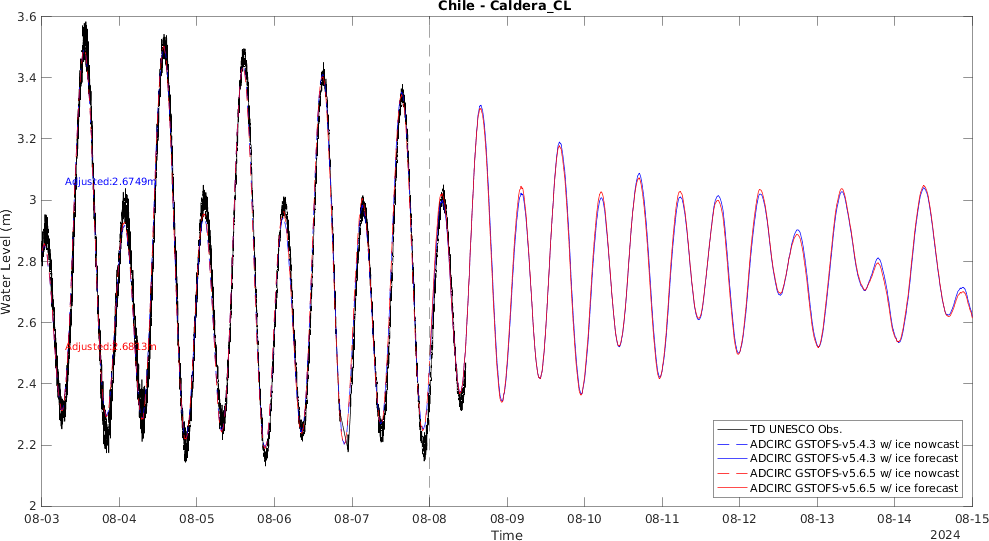 Chile - Caldera_CL
3.6
3.4
3.2
3
2.8
2.6
2.4
2.2
2
Water Level (m)
Adjusted:2.6749m
TD UNESCO Obs.
ADCIRC GSTOFS-v5.4.3 w/ ice nowcast
ADCIRC GSTOFS-v5.4.3 w/ ice forecast
ADCIRC GSTOFS-v5.6.5 w/ ice nowcast
ADCIRC GSTOFS-v5.6.5 w/ ice forecast
08-03 08-04 08-05 08-06 08-07 08-08 08-09 08-10 08-11 08-12 08-13 08-14 08-15
Time
2024